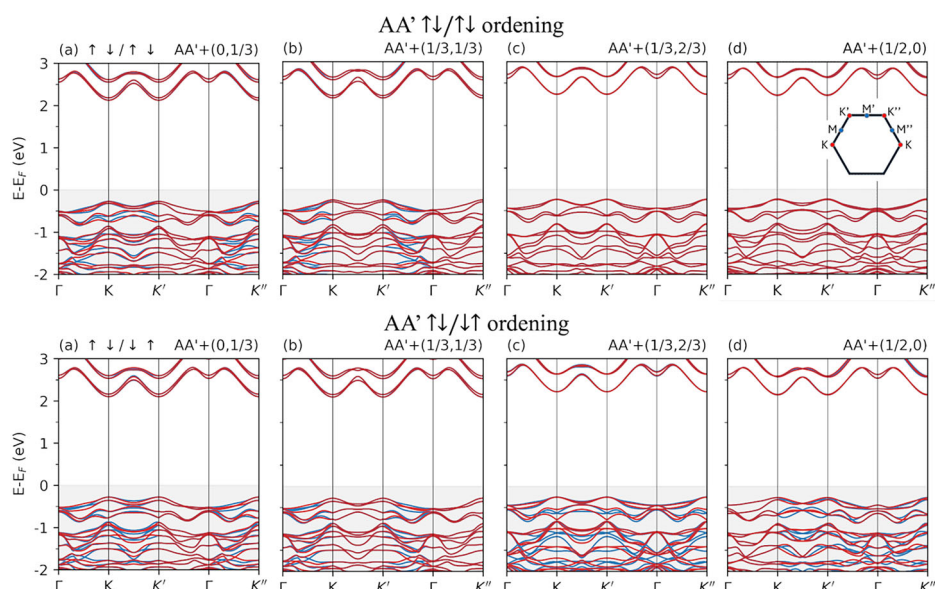 AA' ↑↓/↑↓ ordening
(a) ↑ ↓ / ↑ ↓ AA'+(0,1/3)
(b) AA'+(1/3,1/3)
(c) AA'+(1/3,2/3)
(d) AA'+(1/2,0)
3
2
1
0
-1
-2
E-E_F (eV)
K' M' K''
M M''
K K
Γ K K' Γ K''
Γ K K' Γ K''
Γ K K' Γ K''
Γ K K' Γ K''
AA' ↑↓/↓↑ ordening
(a) ↑ ↓ / ↓ ↑ AA'+(0,1/3)
(b) AA'+(1/3,1/3)
(c) AA'+(1/3,2/3)
(d) AA'+(1/2,0)
3
2
1
0
-1
-2
E-E_F (eV)
Γ K K' Γ K''
Γ K K' Γ K''
Γ K K' Γ K''
Γ K K' Γ K''